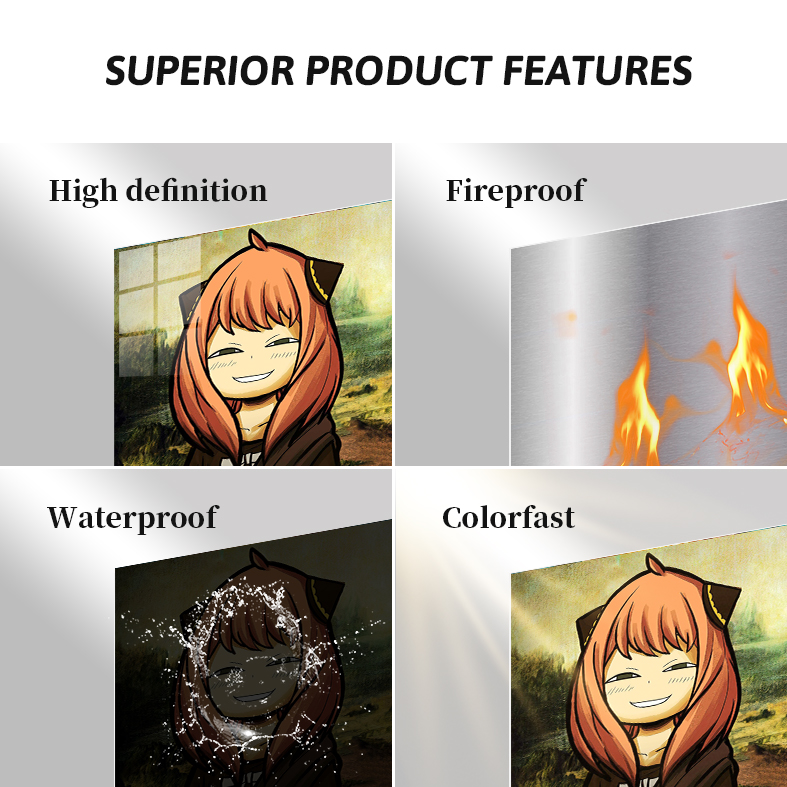 SUPERIOR PRODUCT FEATURES
High definition
Fireproof
Waterproof
Colorfast